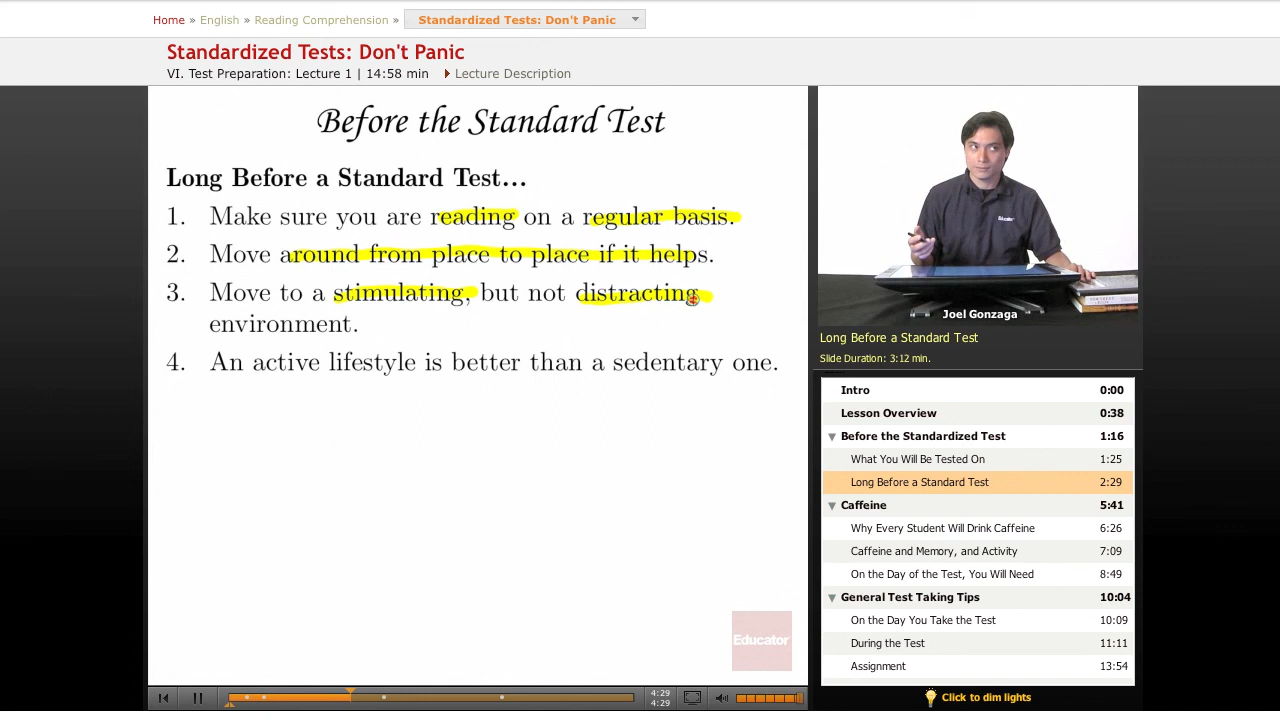 Home » English » Reading Comprehension » Standardized Tests: Don't Panic
Standardized Tests: Don't Panic
VI. Test Preparation: Lecture 1 | 14:58 min Lecture Description
Before the Standard Test
Long Before a Standard Test...
1. Make sure you are reading on a regular basis.
2. Move around from place to place if it helps.
3. Move to a stimulating, but not distracting
environment.
4. An active lifestyle is better than a sedentary one.
Educator
4:29
4:29
Educator
Joel Gonzaga
Long Before a Standard Test
Slide Duration: 3:12 min.
Intro 0:00
Lesson Overview 0:38
Before the Standardized Test 1:16
What You Will Be Tested On 1:25
Long Before a Standard Test 2:29
Caffeine 5:41
Why Every Student Will Drink Caffeine 6:26
Caffeine and Memory, and Activity 7:09
On the Day of the Test, You Will Need 8:49
General Test Taking Tips 10:04
On the Day You Take the Test 10:09
During the Test 11:11
Assignment 13:54
Click to dim lights